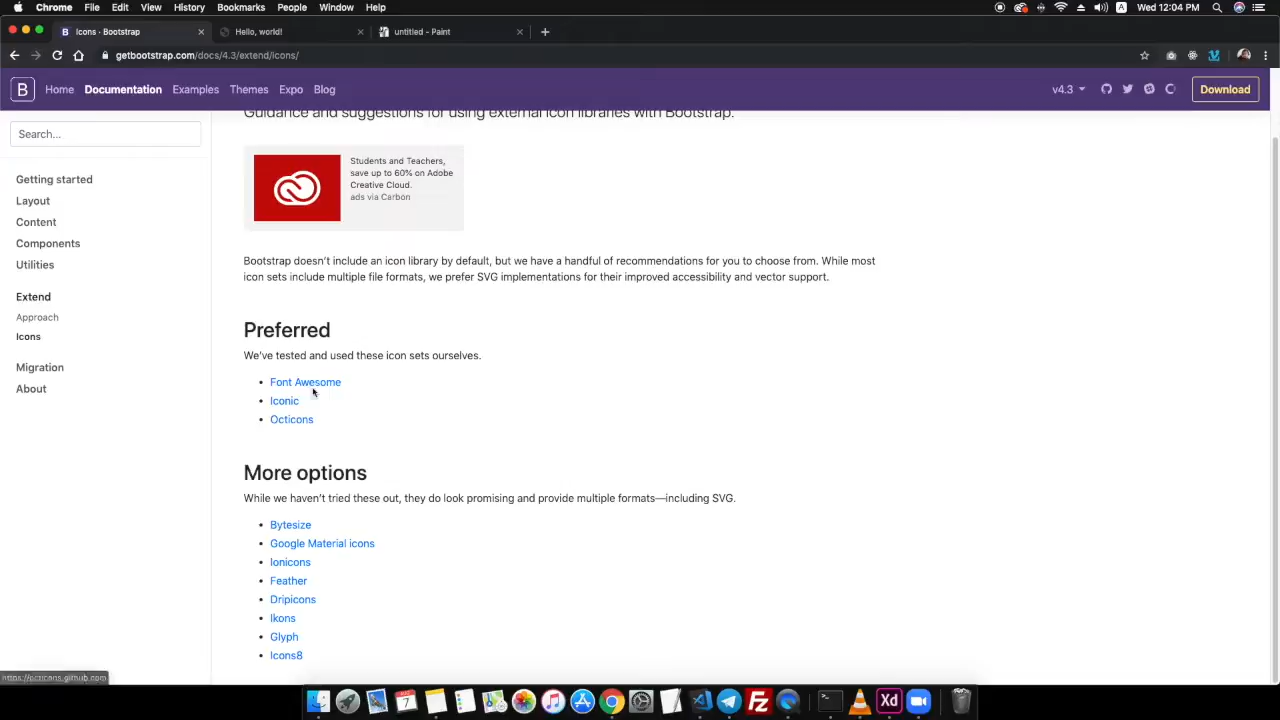 Chrome File Edit View History Bookmarks People Window Help
A Wed 12:04 PM
B Icons · Bootstrap
Hello, world!
untitled - Paint
getbootstrap.com/docs/4.3/extend/icons/
B Home Documentation Examples Themes Expo Blog
v4.3
Download
Guidance and suggestions for using external icon libraries with Bootstrap.
Search...
Getting started
Layout
Content
Components
Utilities
Extend
Approach
Icons
Migration
About
Students and Teachers,
save up to 60% on Adobe
Creative Cloud.
ads via Carbon
Bootstrap doesn’t include an icon library by default, but we have a handful of recommendations for you to choose from. While most
icon sets include multiple file formats, we prefer SVG implementations for their improved accessibility and vector support.
Preferred
We’ve tested and used these icon sets ourselves.
• Font Awesome
• Iconic
• Octicons
More options
While we haven’t tried these out, they do look promising and provide multiple formats—including SVG.
• Bytesize
• Google Material icons
• Ionicons
• Feather
• Dripicons
• Ikons
• Glyph
• Icons8
https://octicons.github.com
7
Fz
Xd